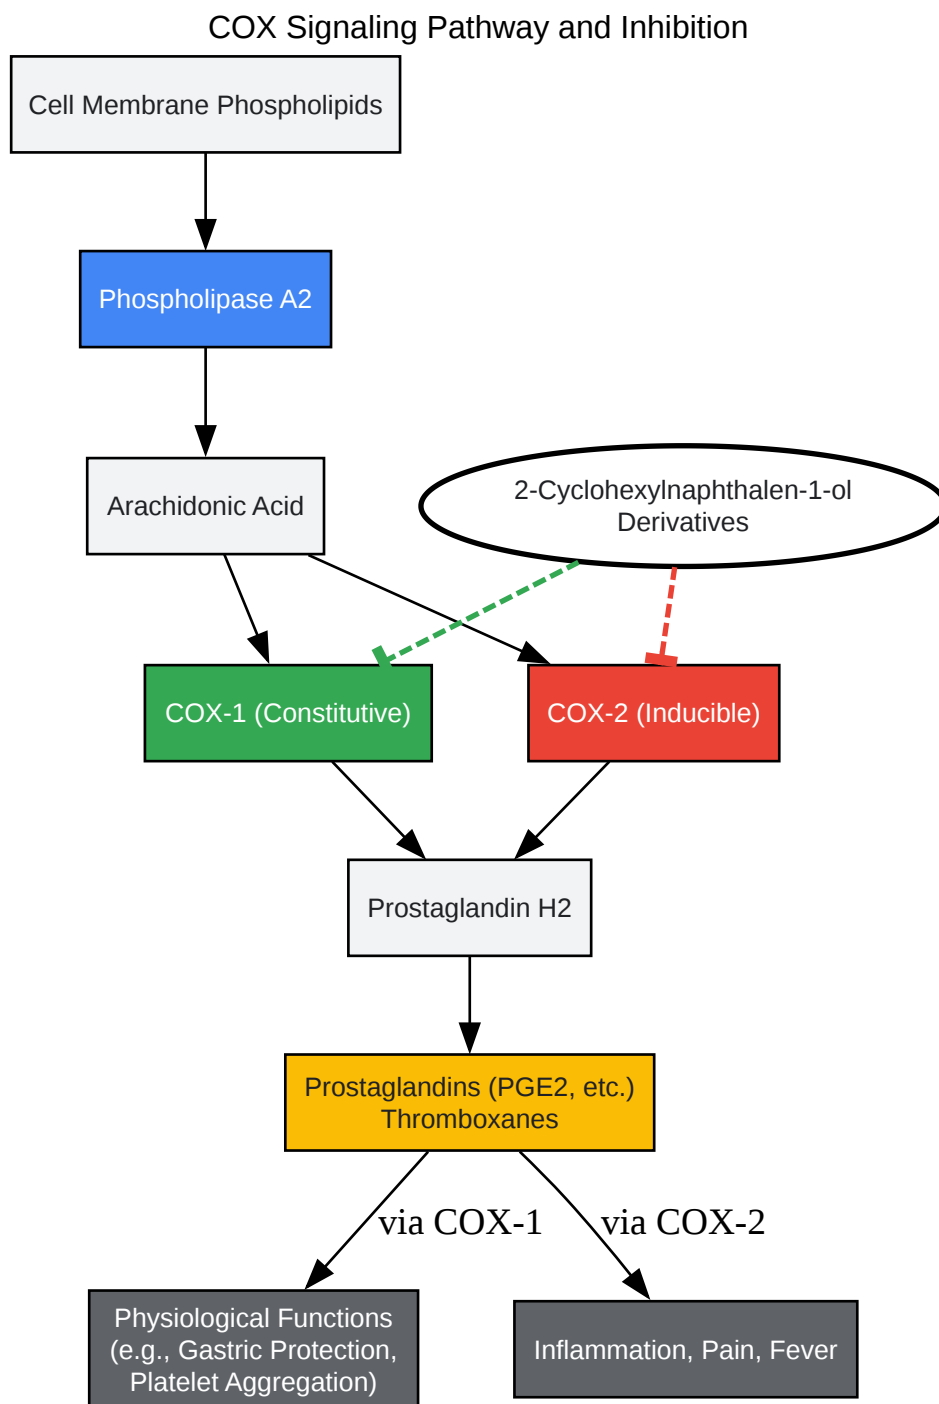 COX Signaling Pathway and Inhibition
Cell Membrane Phospholipids
Phospholipase A2
Arachidonic Acid
2-Cyclohexylnaphthalen-1-ol
Derivatives
COX-1 (Constitutive)
COX-2 (Inducible)
Prostaglandin H2
Prostaglandins (PGE2, etc.)
Thromboxanes
via COX-1
via COX-2
Physiological Functions
(e.g., Gastric Protection,
Platelet Aggregation)
Inflammation, Pain, Fever